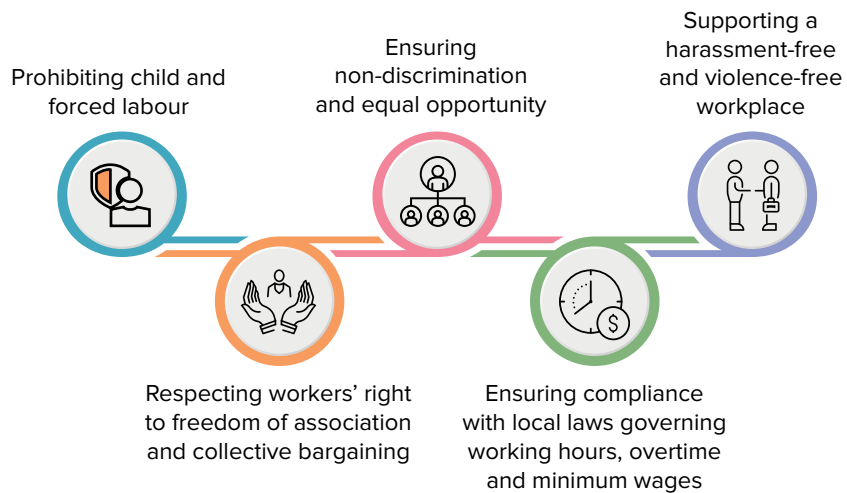 Prohibiting child and
forced labour
Respecting workers’ right
to freedom of association
and collective bargaining
Ensuring
non-discrimination
and equal opportunity
Ensuring compliance
with local laws governing
working hours, overtime
and minimum wages
$
Supporting a
harassment-free
and violence-free
workplace